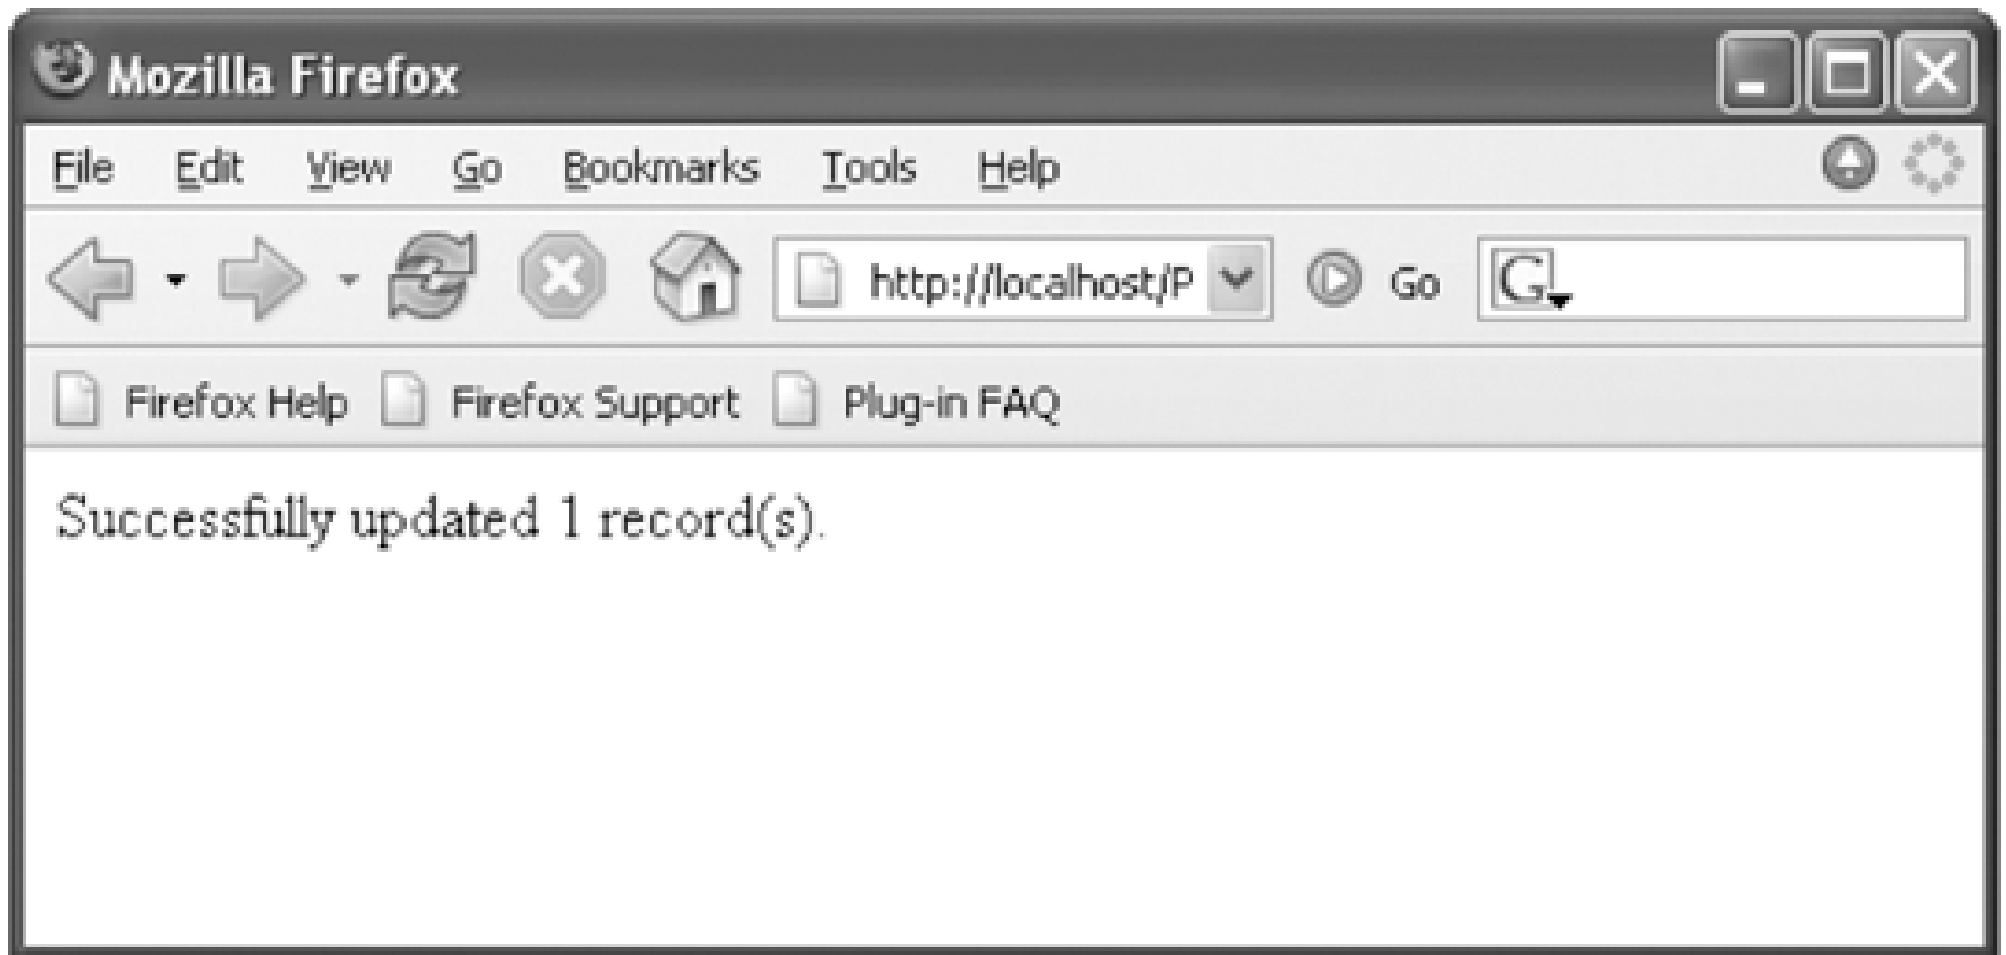 Mozilla Firefox
File Edit View Go Bookmarks Tools Help
http://localhost/P Go G
Firefox Help Firefox Support Plug-in FAQ
Successfully updated 1 record(s).